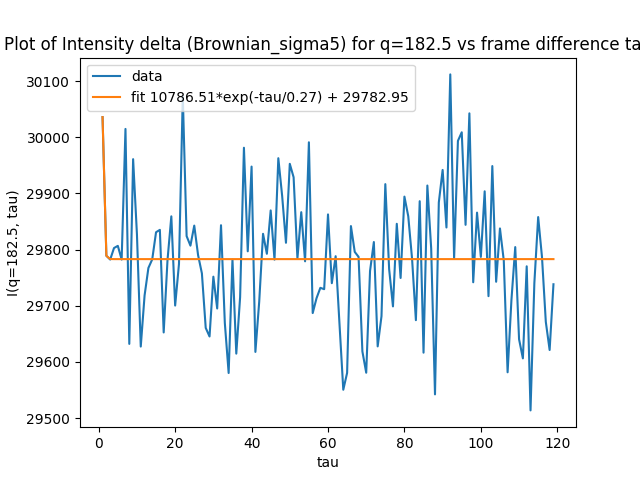 Plot of Intensity delta (Brownian_sigma5) for q=182.5 vs frame difference ta
data
fit 10786.51*exp(-tau/0.27) + 29782.95
30100
30000
29900
29800
29700
29600
29500
I(q=182.5, tau)
0
20
40
60
80
100
120
tau